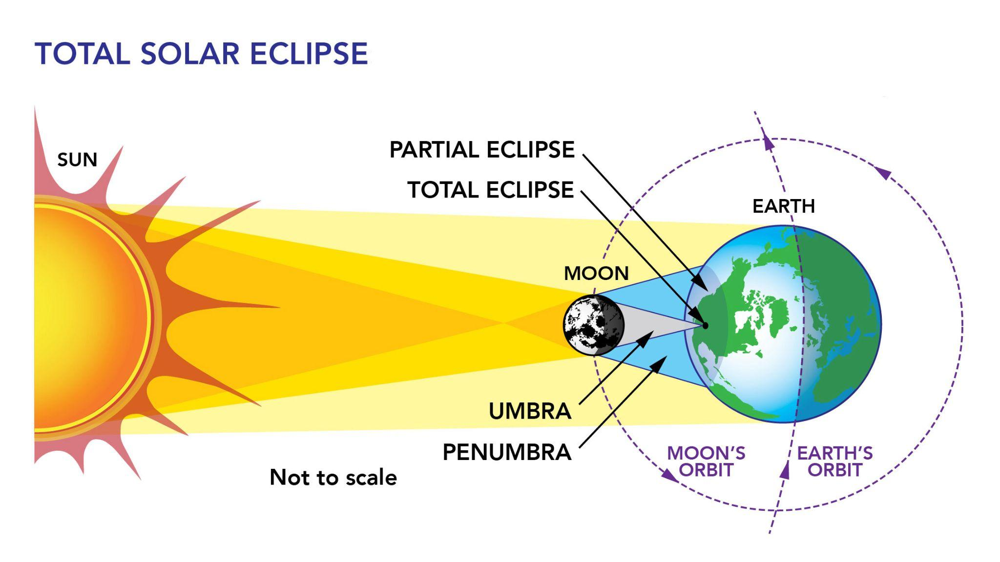 TOTAL SOLAR ECLIPSE
SUN
PARTIAL ECLIPSE
TOTAL ECLIPSE
EARTH
MOON
UMBRA
PENUMBRA
MOON'S
ORBIT
EARTH'S
ORBIT
Not to scale